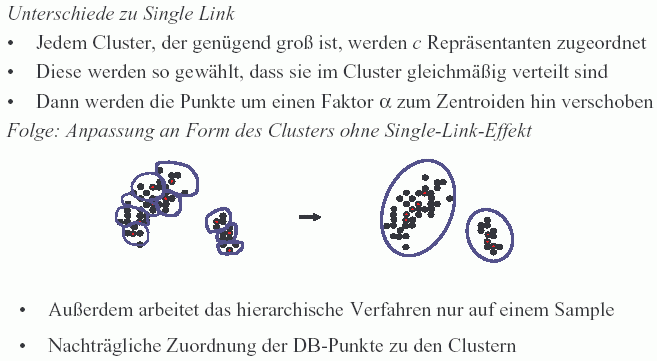 Unterschiede zu Single Link
• Jedem Cluster, der genügend groß ist, werden c Repräsentanten zugeordnet
• Diese werden so gewählt, dass sie im Cluster gleichmäßig verteilt sind
• Dann werden die Punkte um einen Faktor α zum Zentroiden hin verschoben
Folge: Anpassung an Form des Clusters ohne Single-Link-Effekt
• Außerdem arbeitet das hierarchische Verfahren nur auf einem Sample
• Nachträgliche Zuordnung der DB-Punkte zu den Clustern